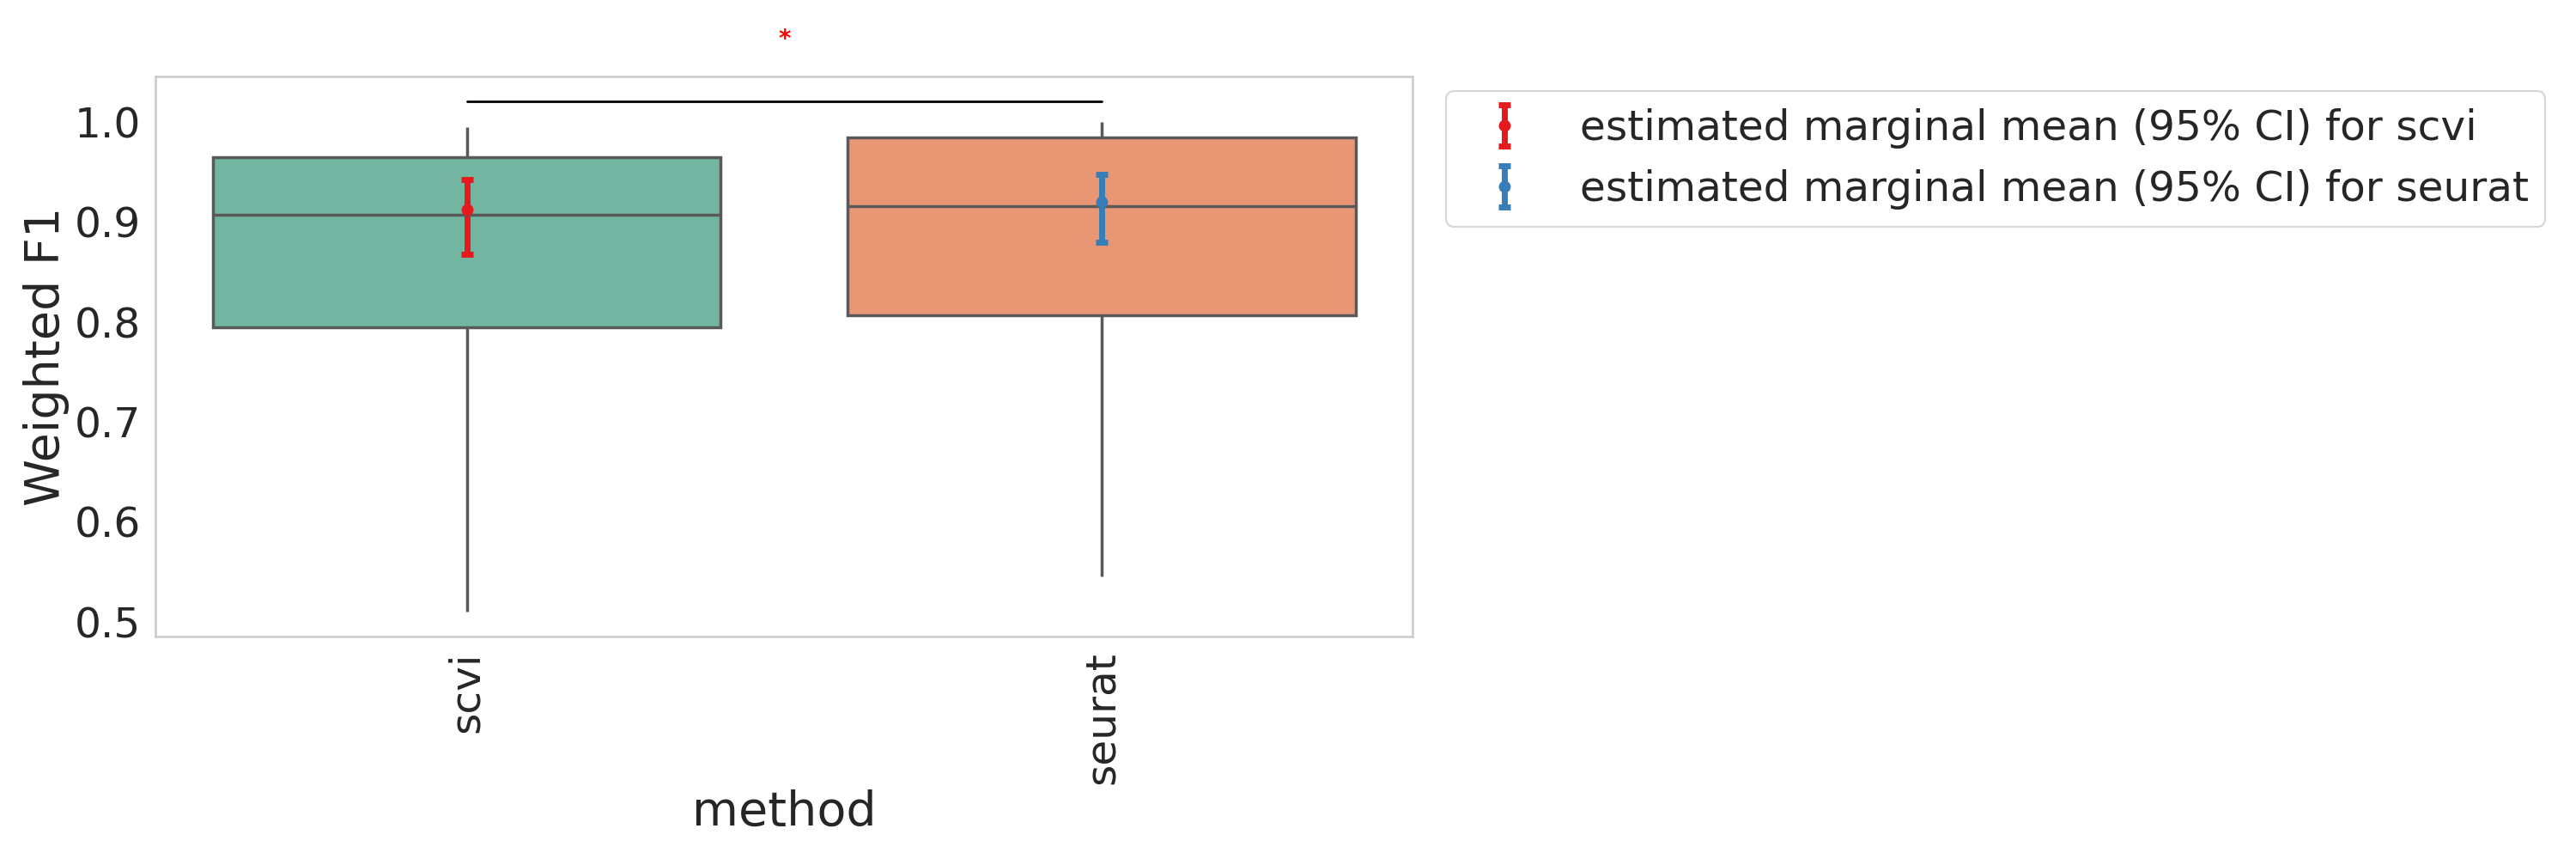 *
1.0
0.9
0.8
0.7
0.6
0.5
Weighted F1
scvi
seurat
method
estimated marginal mean (95% CI) for scvi
estimated marginal mean (95% CI) for seurat